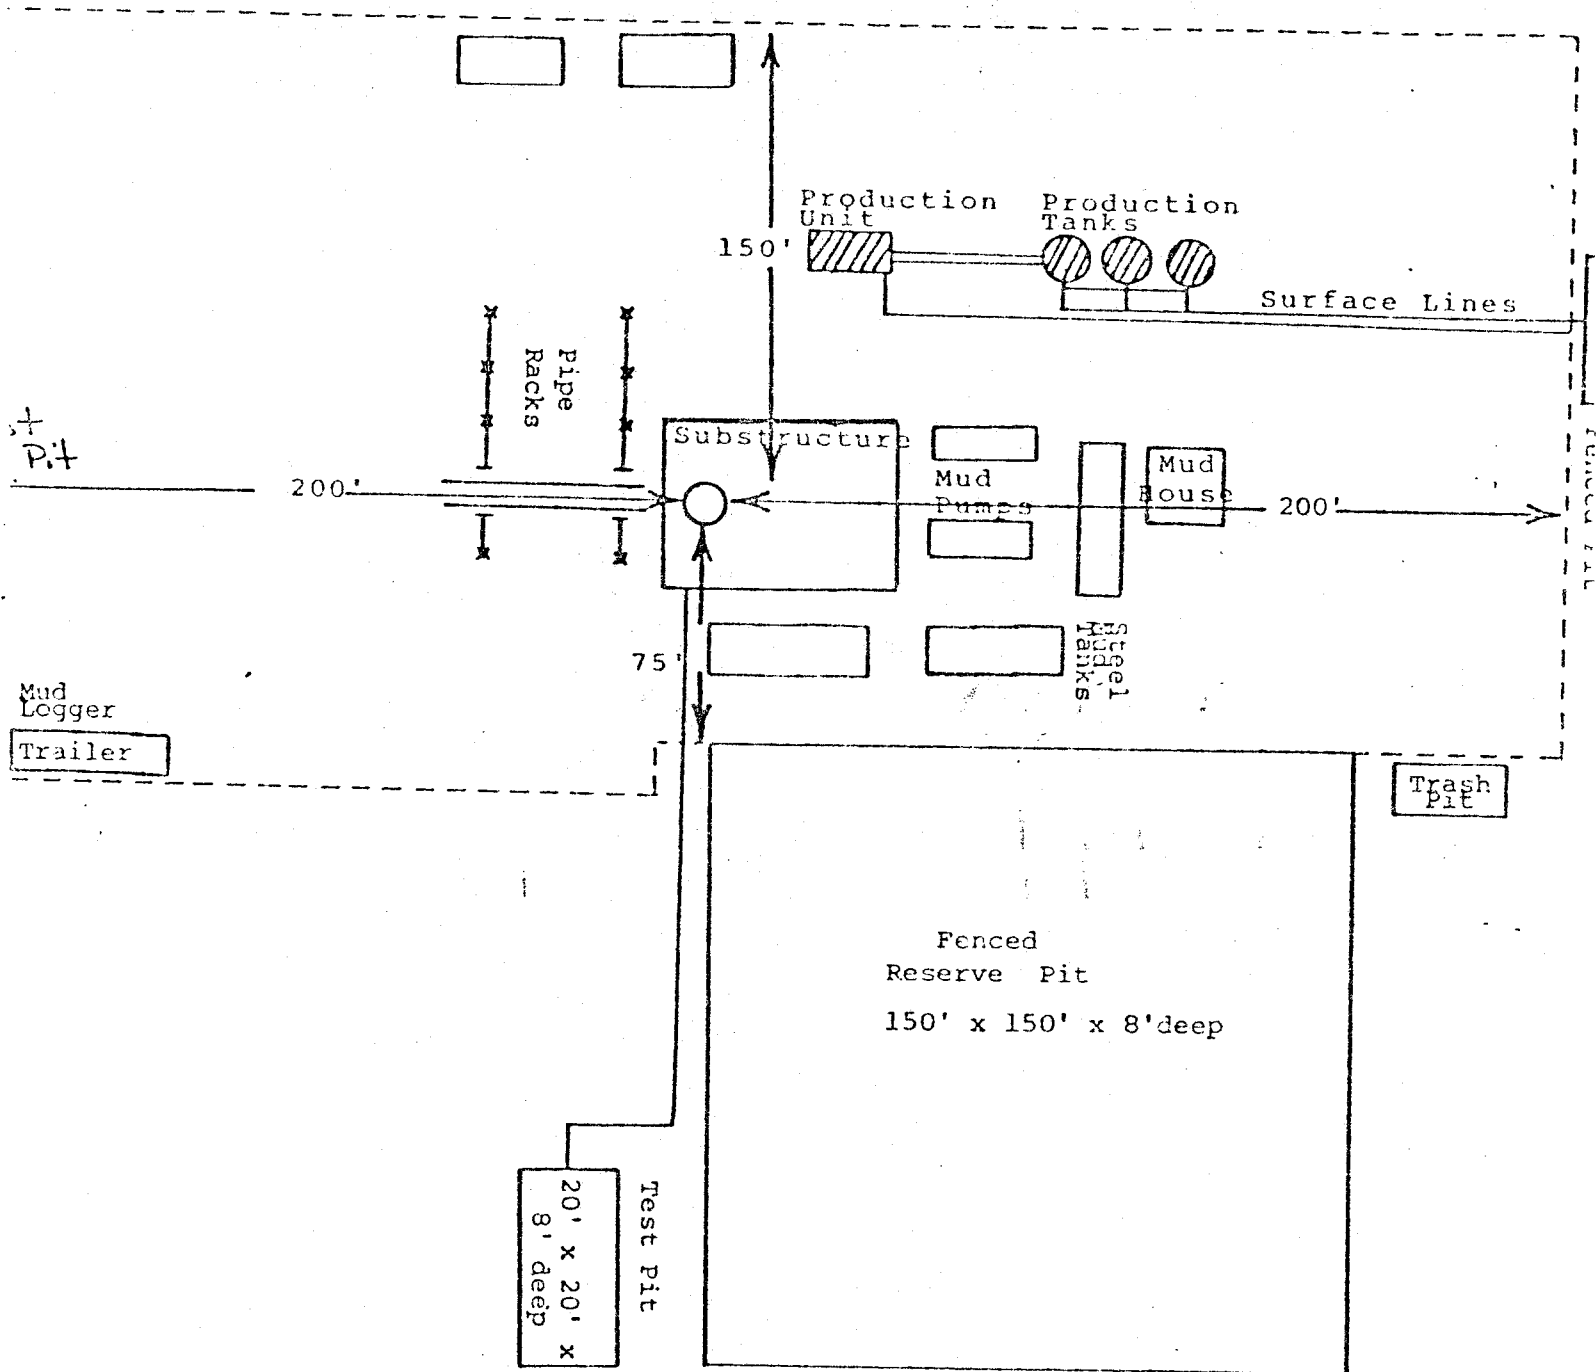 Production
Unit
Production
Tanks
150'
Surface Lines
Pipe
Racks
Pit
Substructure
Mud
Pumps
Mud
House
200'
200'
75'
Steel
Mud
Tanks
Mud
Logger
Trailer
Trash
Pit
Fenced
Reserve Pit
150' x 150' x 8'deep
Test Pit
20' x 20' x
8' deep